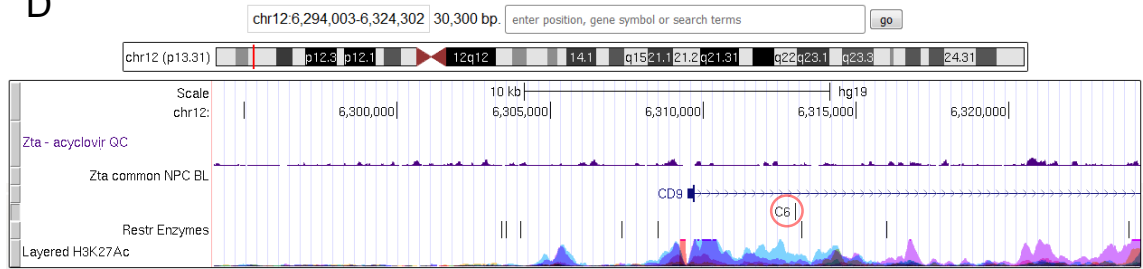 D
chr12:6,294,003-6,324,302 30,300 bp. enter position, gene symbol or search terms go
chr12 (p13.31) p12.3 p12.1 12q12 14.1 q15 21.1 21.2 q21.31 q22 q23.1 q23.3 24.31
Scale 10 kb hg19
chr12: 6,300,000 6,305,000 6,310,000 6,315,000 6,320,000
Zta - acyclovir QC
Zta common NPC BL
CD9
C6
Restr Enzymes
Layered H3K27Ac